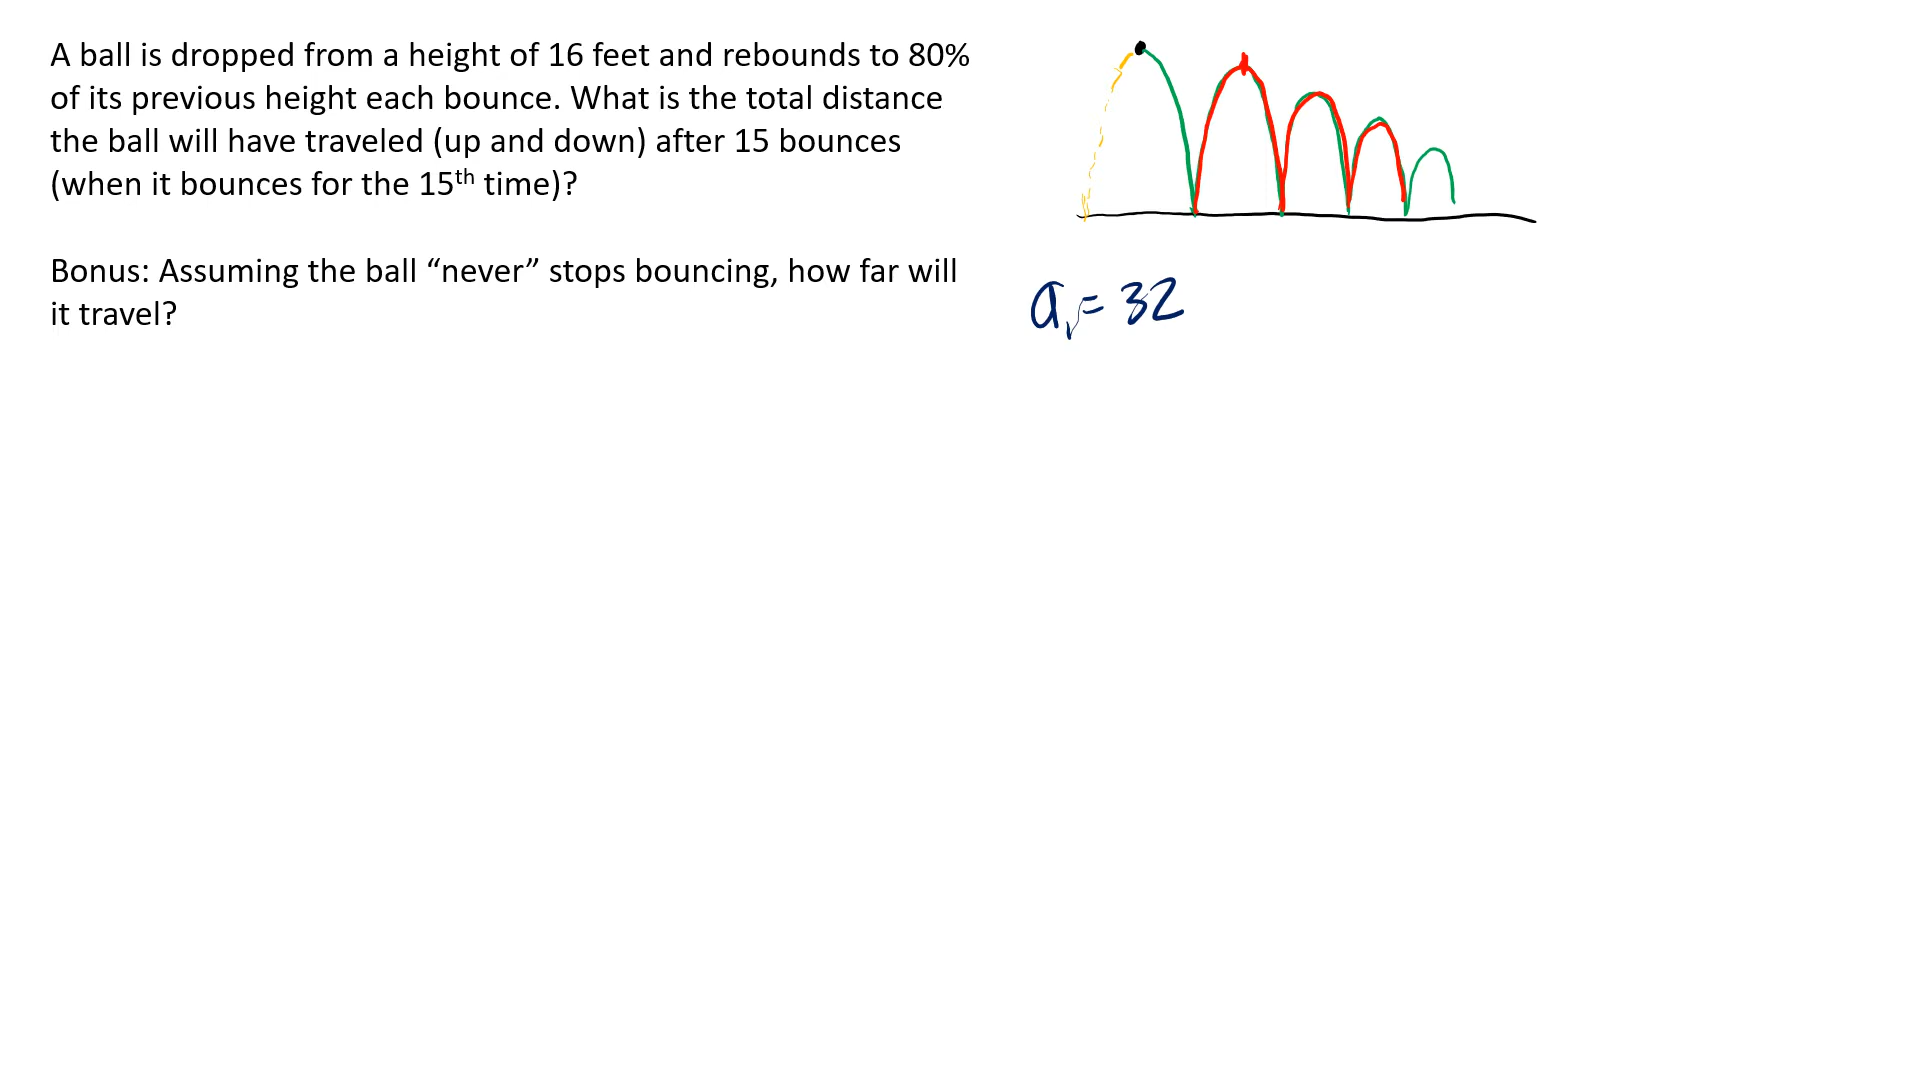 A ball is dropped from a height of 16 feet and rebounds to 80%
of its previous height each bounce. What is the total distance
the ball will have traveled (up and down) after 15 bounces
(when it bounces for the 15th time)?
Bonus: Assuming the ball “never” stops bouncing, how far will
it travel?
a₁ = 32